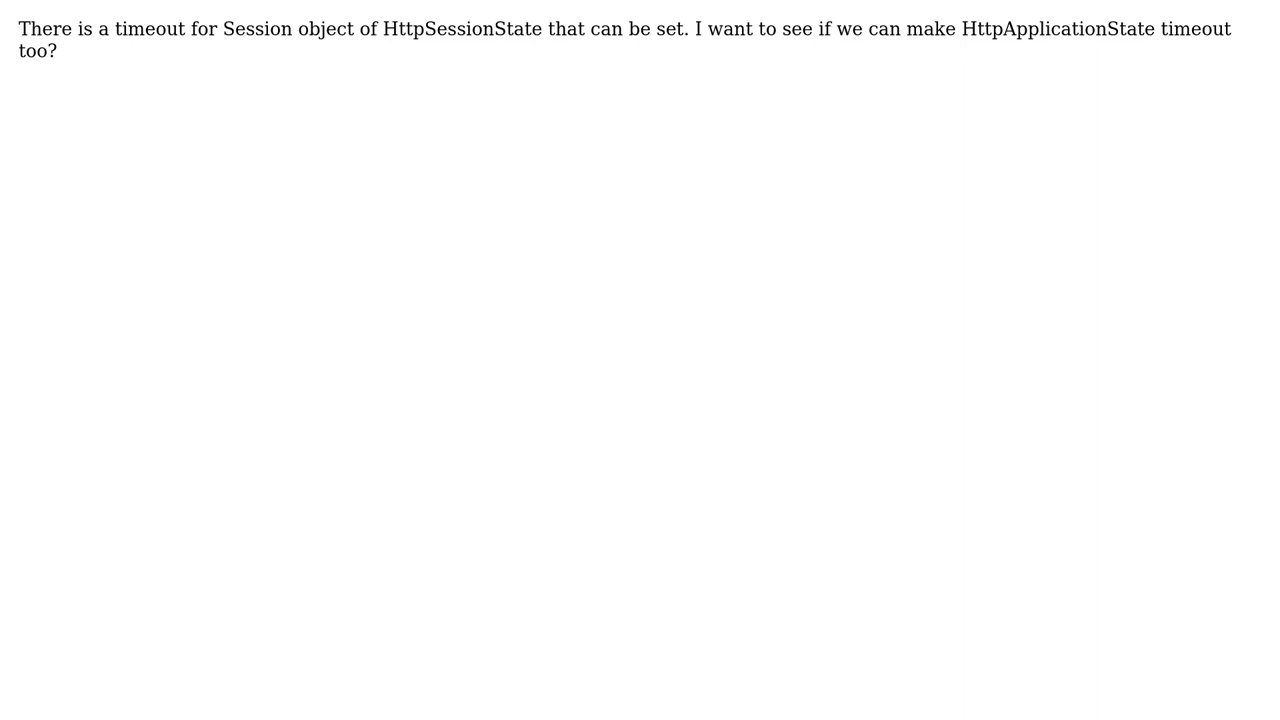 There is a timeout for Session object of HttpSessionState that can be set. I want to see if we can make HttpApplicationState timeout
too?